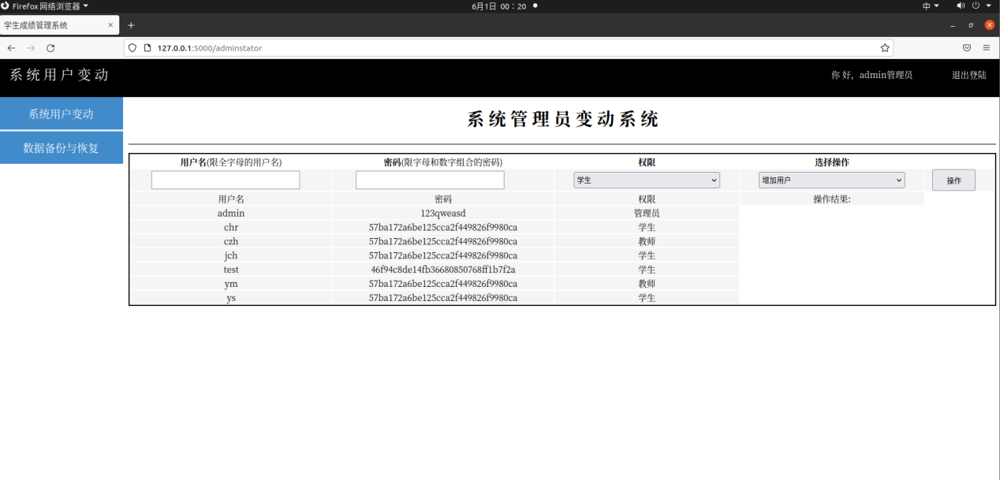 Firefox 网络浏览器 6月1日 00：20 中
学生成绩管理系统
127.0.0.1:5000/adminstator
系统用户变动 你好，admin管理员 退出登陆
系统用户变动
数据备份与恢复
系统管理员变动系统
用户名(限全字母的用户名) 密码(限字母和数字组合的密码) 权限 选择操作
学生 增加用户 操作
用户名 密码 权限 操作结果:
admin 123qweasd 管理员
chr 57ba172a6be125cca2f449826f9980ca 学生
czh 57ba172a6be125cca2f449826f9980ca 教师
jch 57ba172a6be125cca2f449826f9980ca 学生
test 46f94c8de14fb36680850768ff1b7f2a 学生
ym 57ba172a6be125cca2f449826f9980ca 教师
ys 57ba172a6be125cca2f449826f9980ca 学生